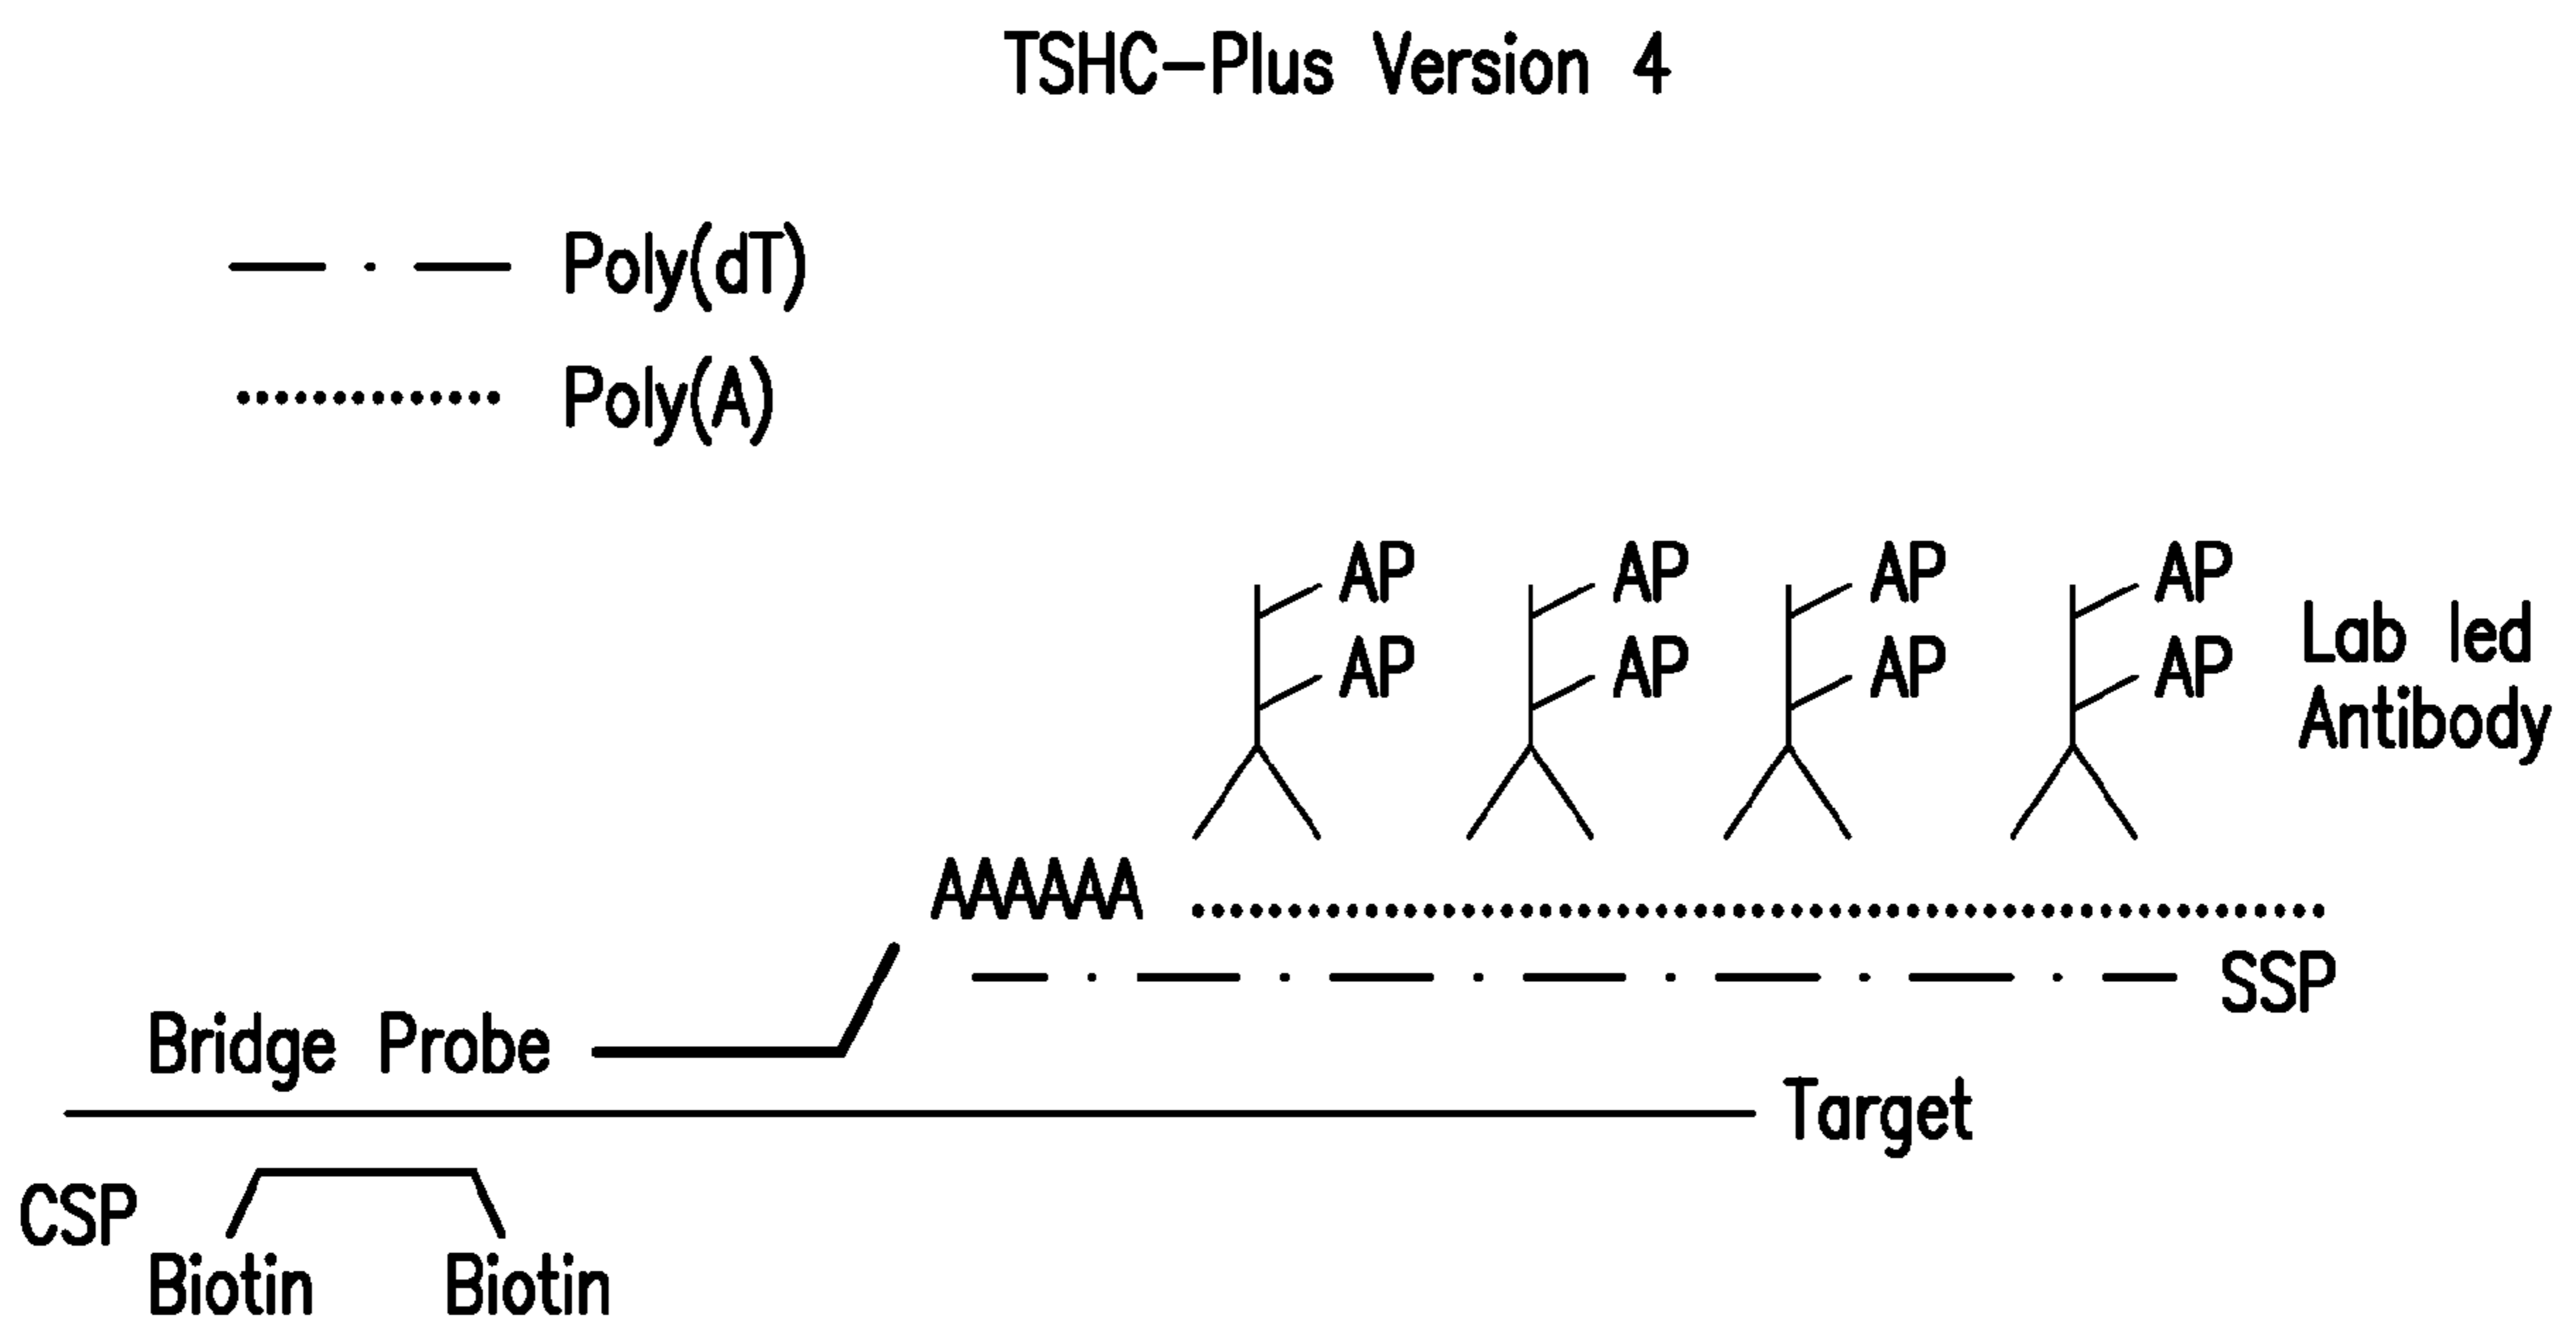 TSHC-Plus Version 4
Poly(dT)
Poly(A)
AP AP AP AP
AP AP AP AP
Lab led
Antibody
AAAAAA
SSP
Bridge Probe
Target
CSP
Biotin Biotin